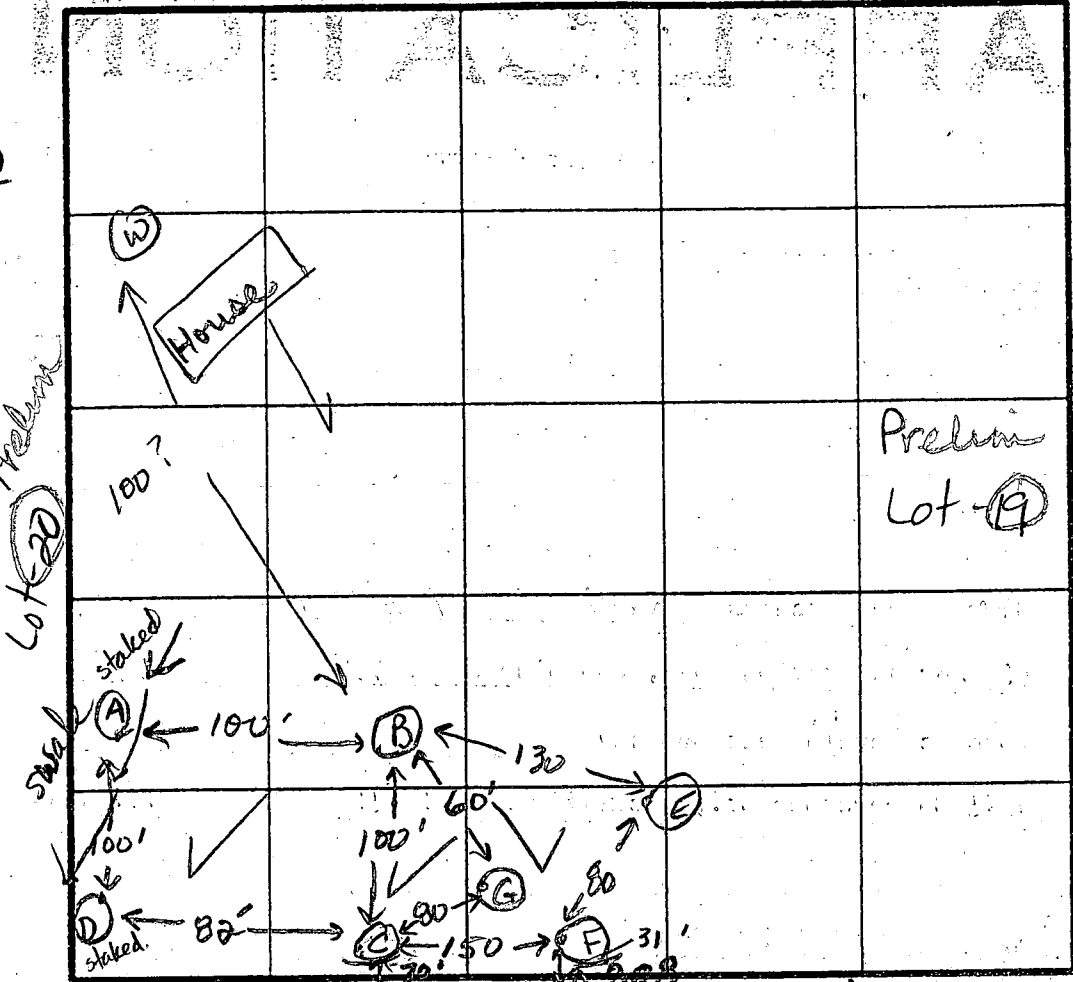 APPLICATION
W
House
Prelim
Lot-20
100?
Prelim
Lot-19
staked
A
100'
B
130
E
swale
100'
100'
60'
80
G
80
D
82'
C
150
F
31'
staked.